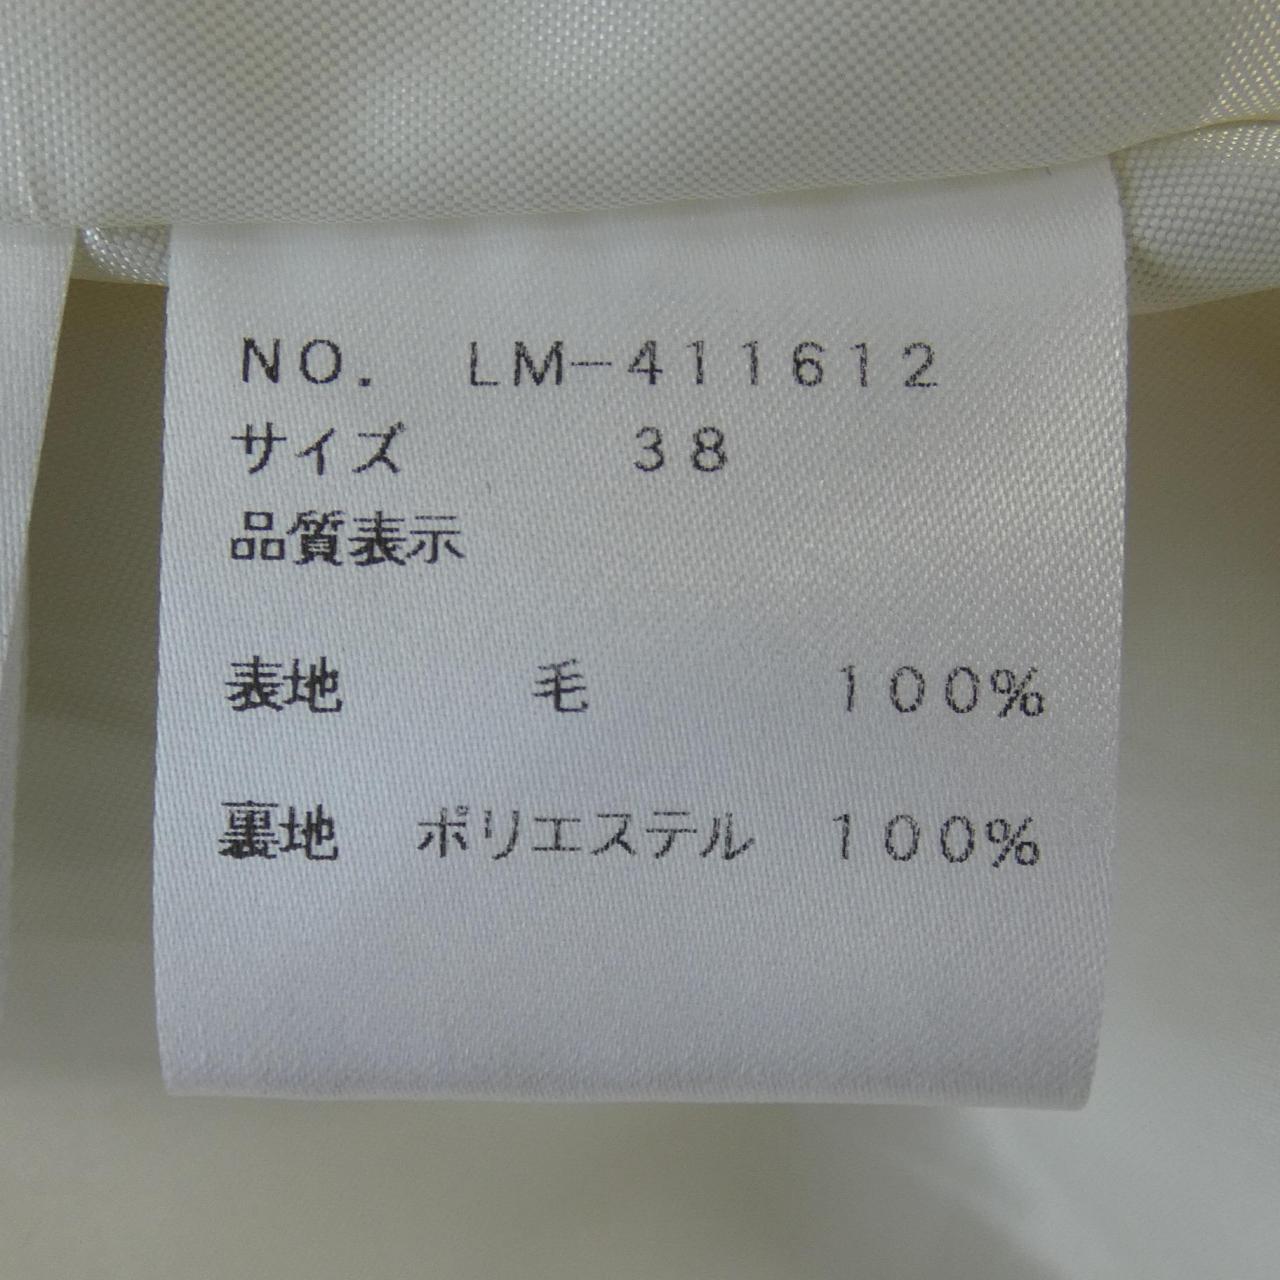 NO. LM-411612
サイズ 38
品質表示
表地 毛 100%
裏地 ポリエステル 100%